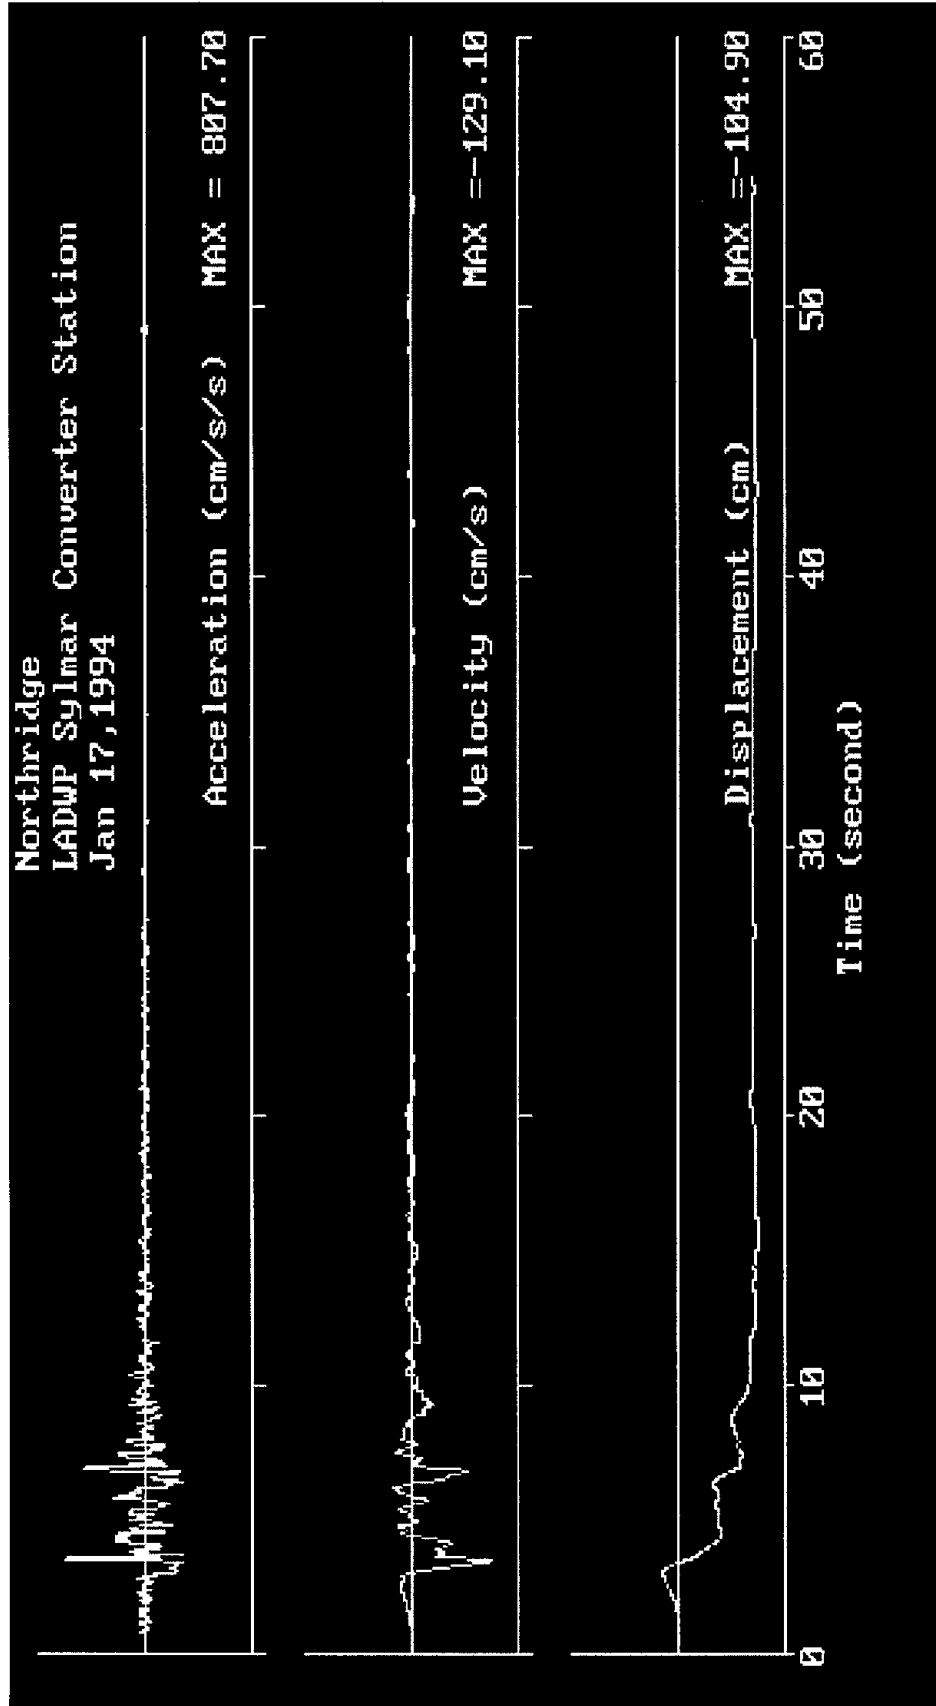 Northridge
LADWP Sylmar Converter Station
Jan 17,1994
Acceleration (cm/s/s) MAX = 807.70
Velocity (cm/s) MAX =-129.10
Displacement (cm) MAX =-104.90
0 10 20 30 40 50 60
Time (second)